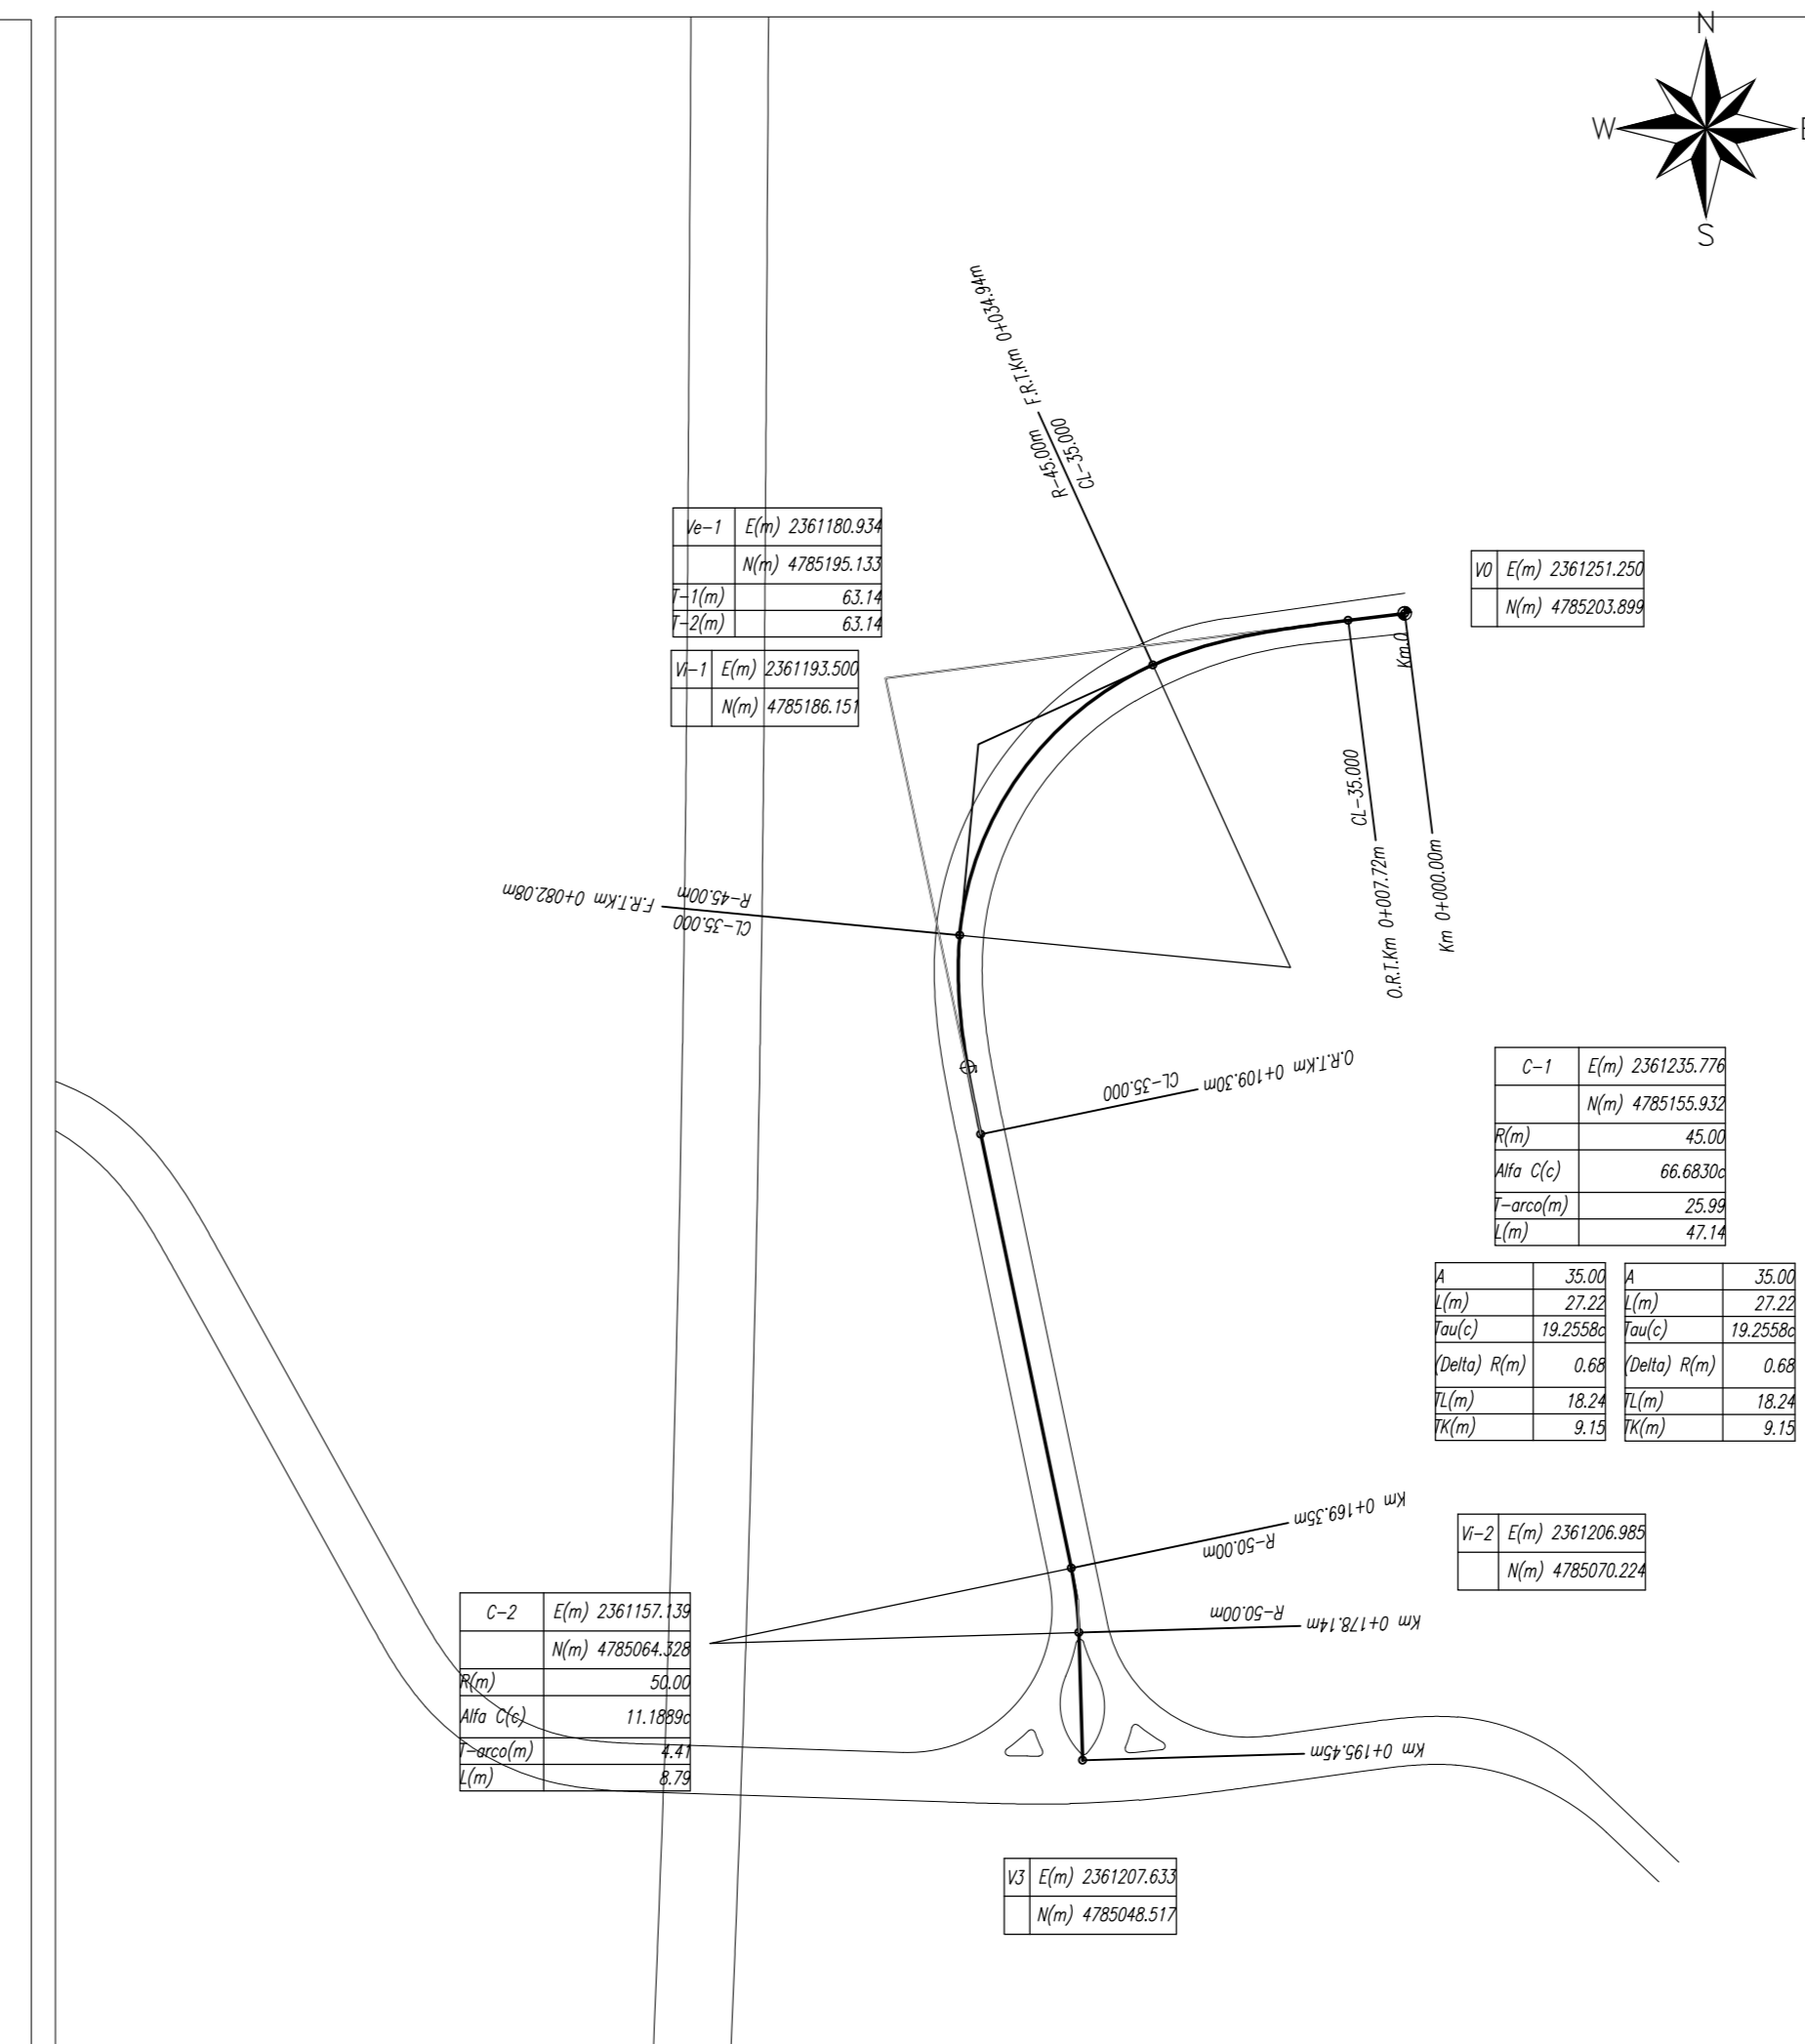 N
W
E
S
F.R.T.Km 0+034.94m
R-45.00m
CL-35.000
Ve-1 E(m) 2361180.934
N(m) 4785195.133
T-1(m) 63.14
T-2(m) 63.14
V0 E(m) 2361251.250
N(m) 4785203.899
Vi-1 E(m) 2361193.500
N(m) 4785186.151
Km 0
CL-35.000
O.R.T.Km 0+007.72m
Km 0+000.00m
F.R.T.Km 0+082.08m
R-45.00m
CL-35.000
O.R.T.Km 0+109.30m
CL-35.000
C-1 E(m) 2361235.776
N(m) 4785155.932
R(m) 45.00
Alfa C(c) 66.6830c
T-arco(m) 25.99
L(m) 47.14
A 35.00 A 35.00
L(m) 27.22 L(m) 27.22
Tau(c) 19.2558c Tau(c) 19.2558c
(Delta) R(m) 0.68 (Delta) R(m) 0.68
TL(m) 18.24 TL(m) 18.24
TK(m) 9.15 TK(m) 9.15
Km 0+169.35m
R-50.00m
Vi-2 E(m) 2361206.985
N(m) 4785070.224
C-2 E(m) 2361157.139
N(m) 4785064.328
R(m) 50.00
Alfa C(c) 11.1889c
T-arco(m) 4.41
L(m) 8.79
R-50.00m
Km 0+178.14m
Km 0+195.45m
V3 E(m) 2361207.633
N(m) 4785048.517